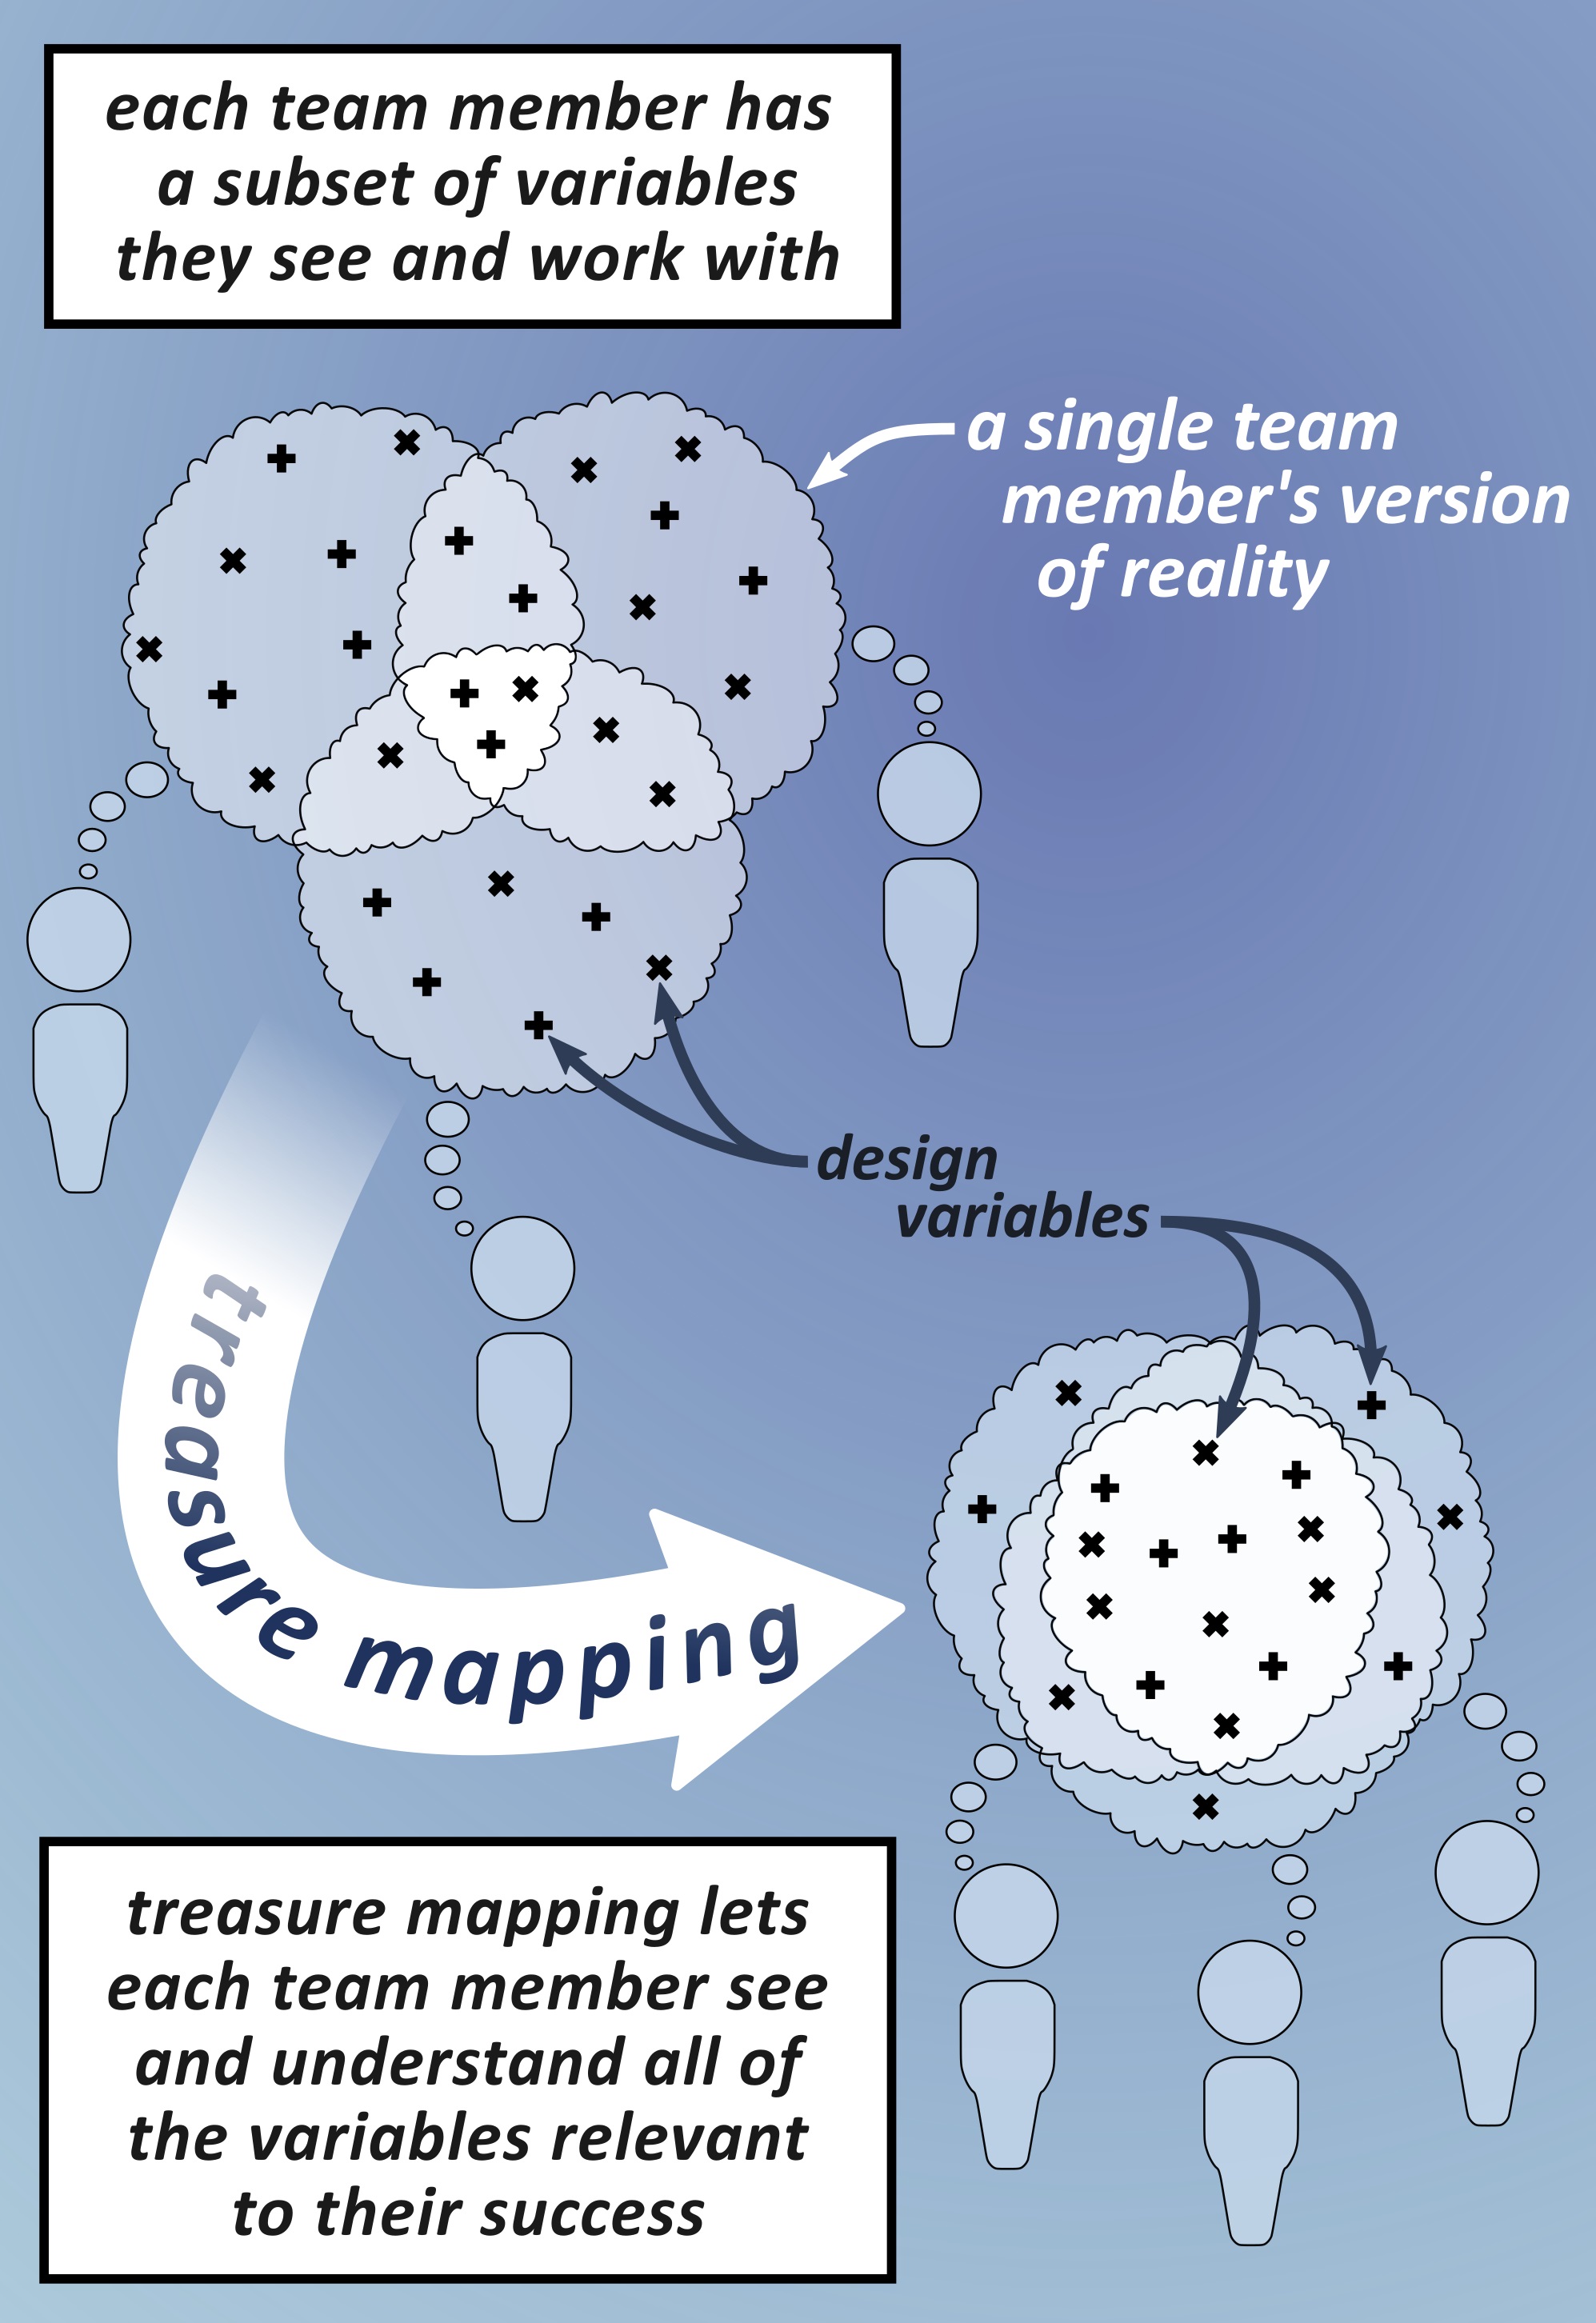 each team member has
a subset of variables
they see and work with
a single team
member's version
of reality
design
variables
treasure mapping
treasure mapping lets
each team member see
and understand all of
the variables relevant
to their success